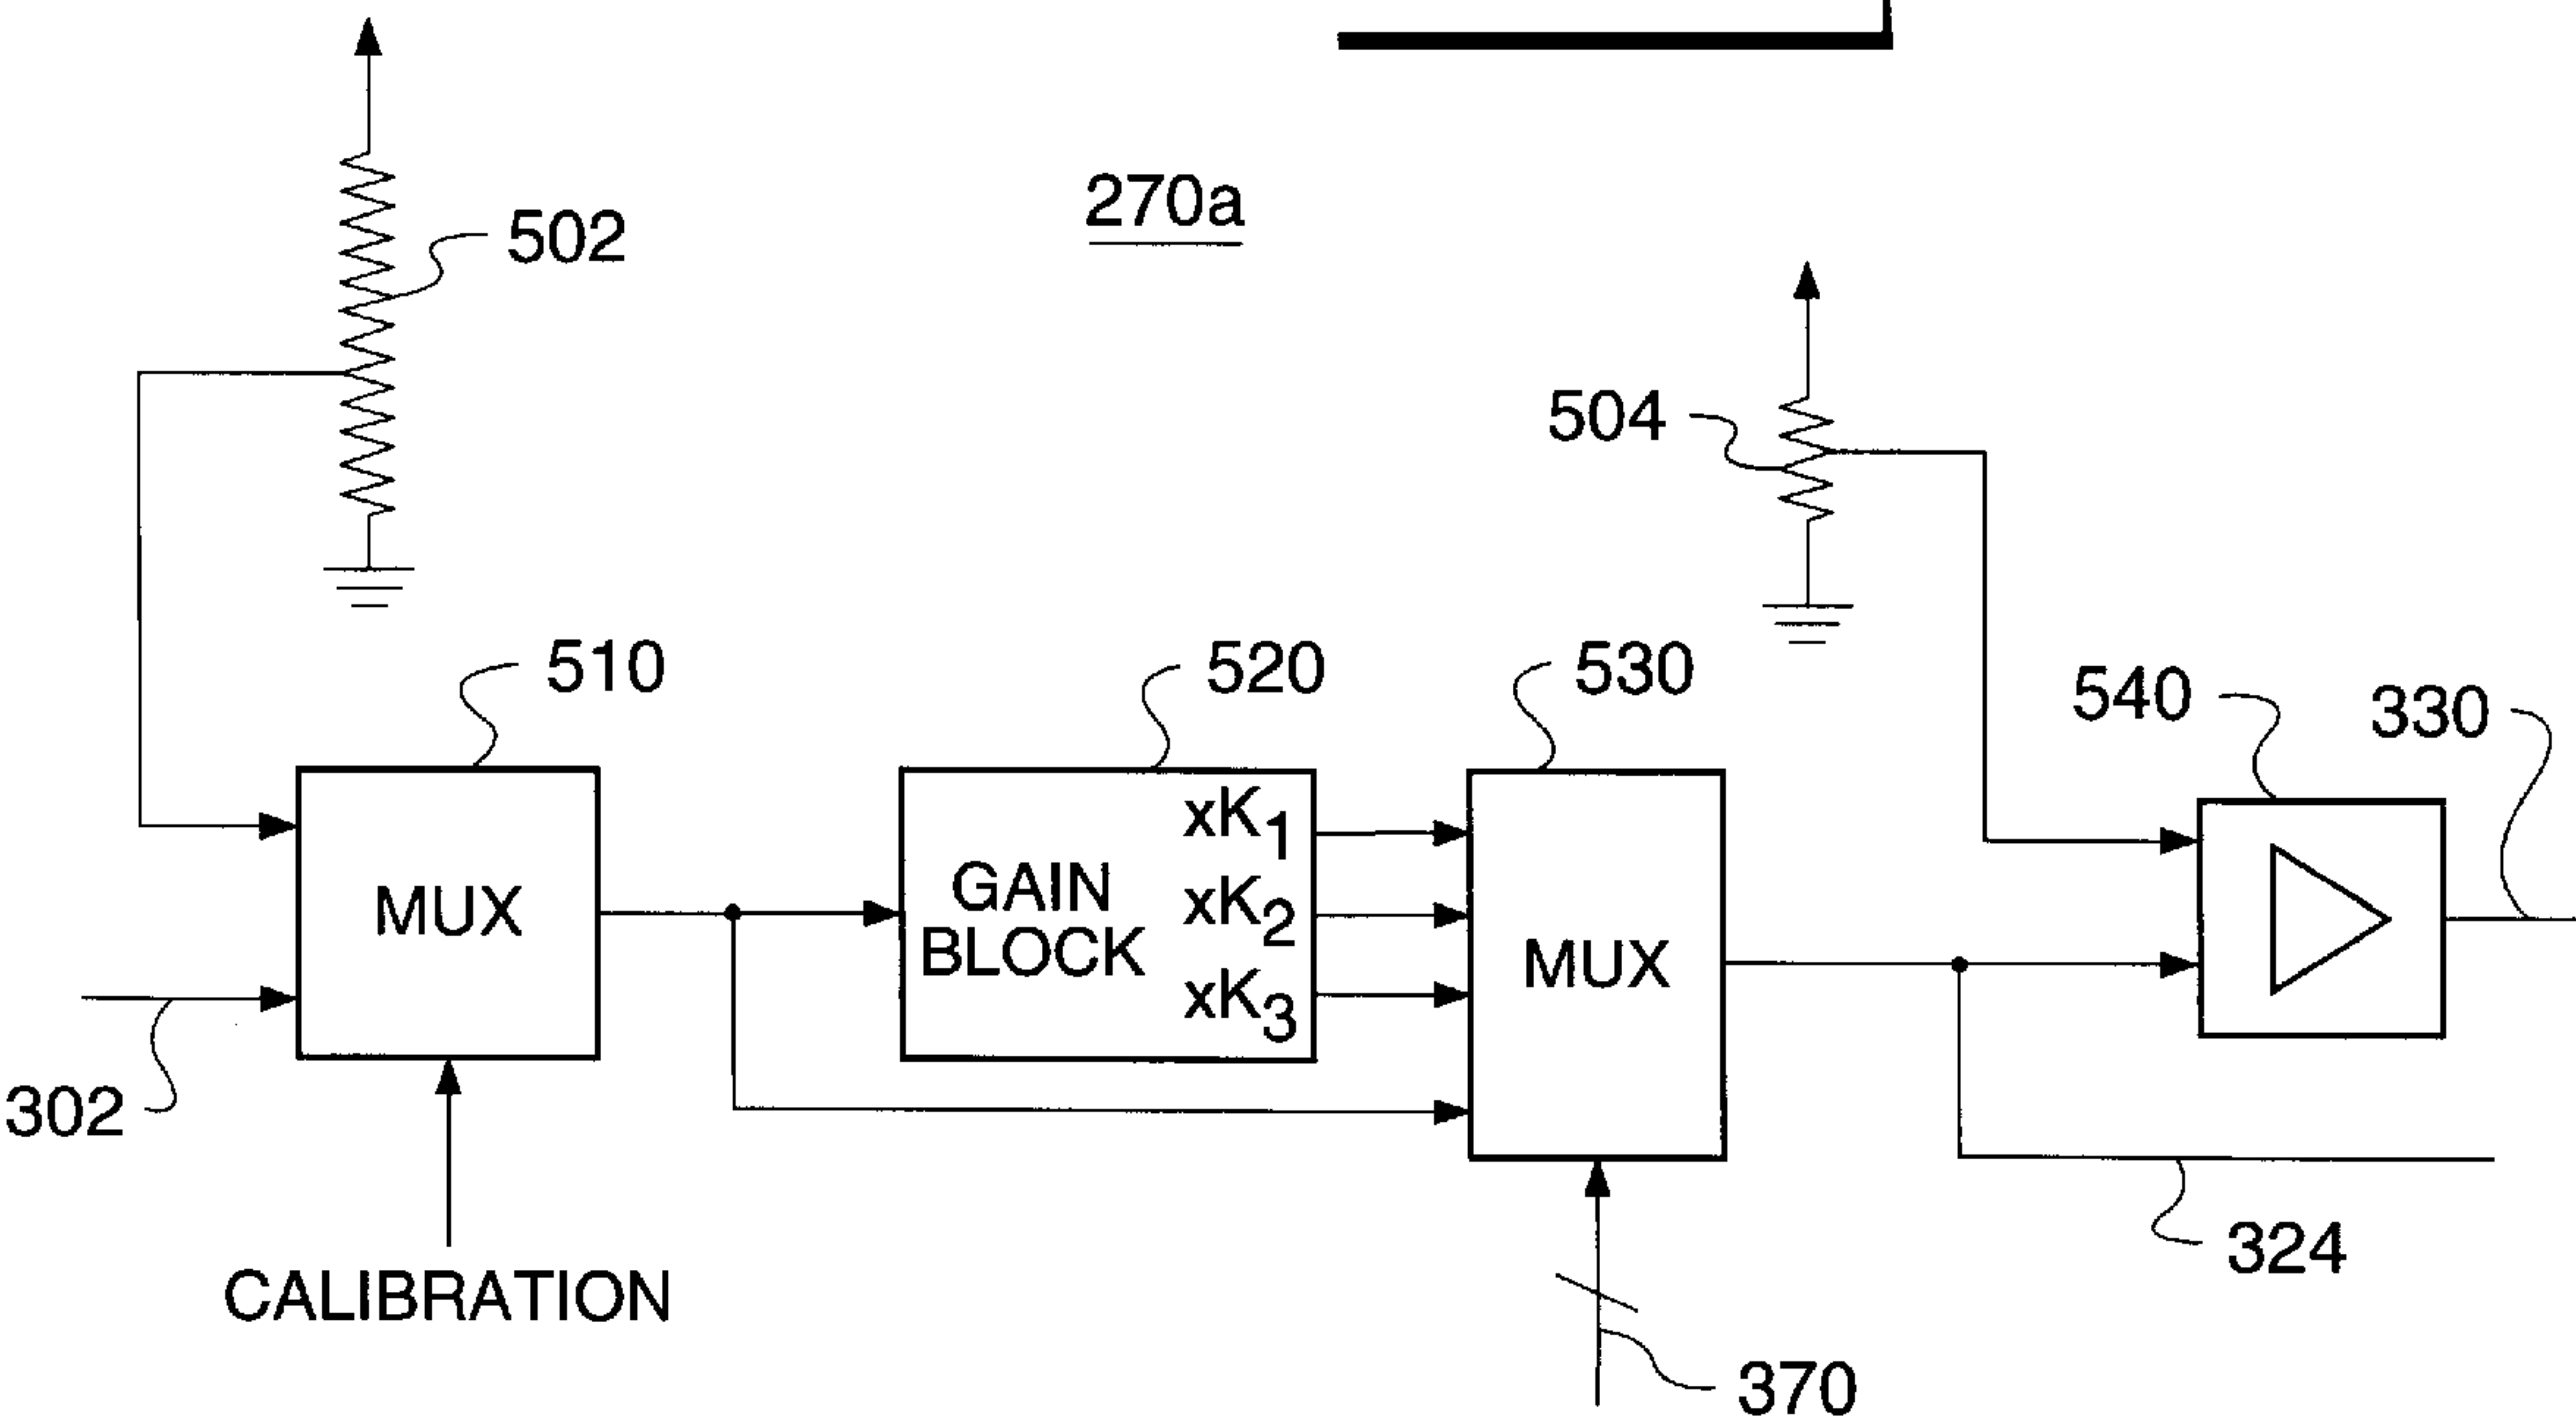 270a
502
504
510
520
530
540
330
MUX
GAIN
BLOCK
xK1
xK2
xK3
MUX
302
CALIBRATION
324
370